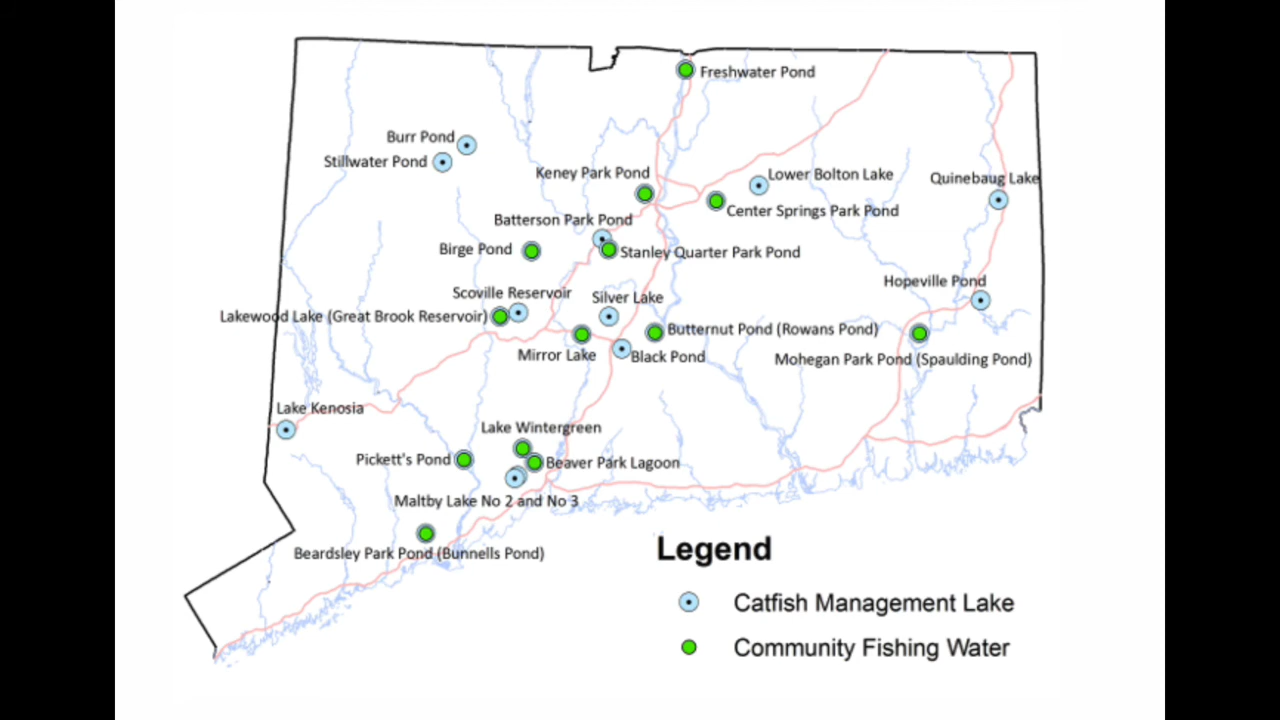 Freshwater Pond
Burr Pond
Stillwater Pond
Keney Park Pond
Lower Bolton Lake
Quinebaug Lake
Center Springs Park Pond
Batterson Park Pond
Birge Pond
Stanley Quarter Park Pond
Hopeville Pond
Scoville Reservoir
Silver Lake
Lakewood Lake (Great Brook Reservoir)
Butternut Pond (Rowans Pond)
Mirror Lake
Black Pond
Mohegan Park Pond (Spaulding Pond)
Lake Kenosia
Lake Wintergreen
Pickett's Pond
Beaver Park Lagoon
Maltby Lake No 2 and No 3
Beardsley Park Pond (Bunnells Pond)
Legend
Catfish Management Lake
Community Fishing Water